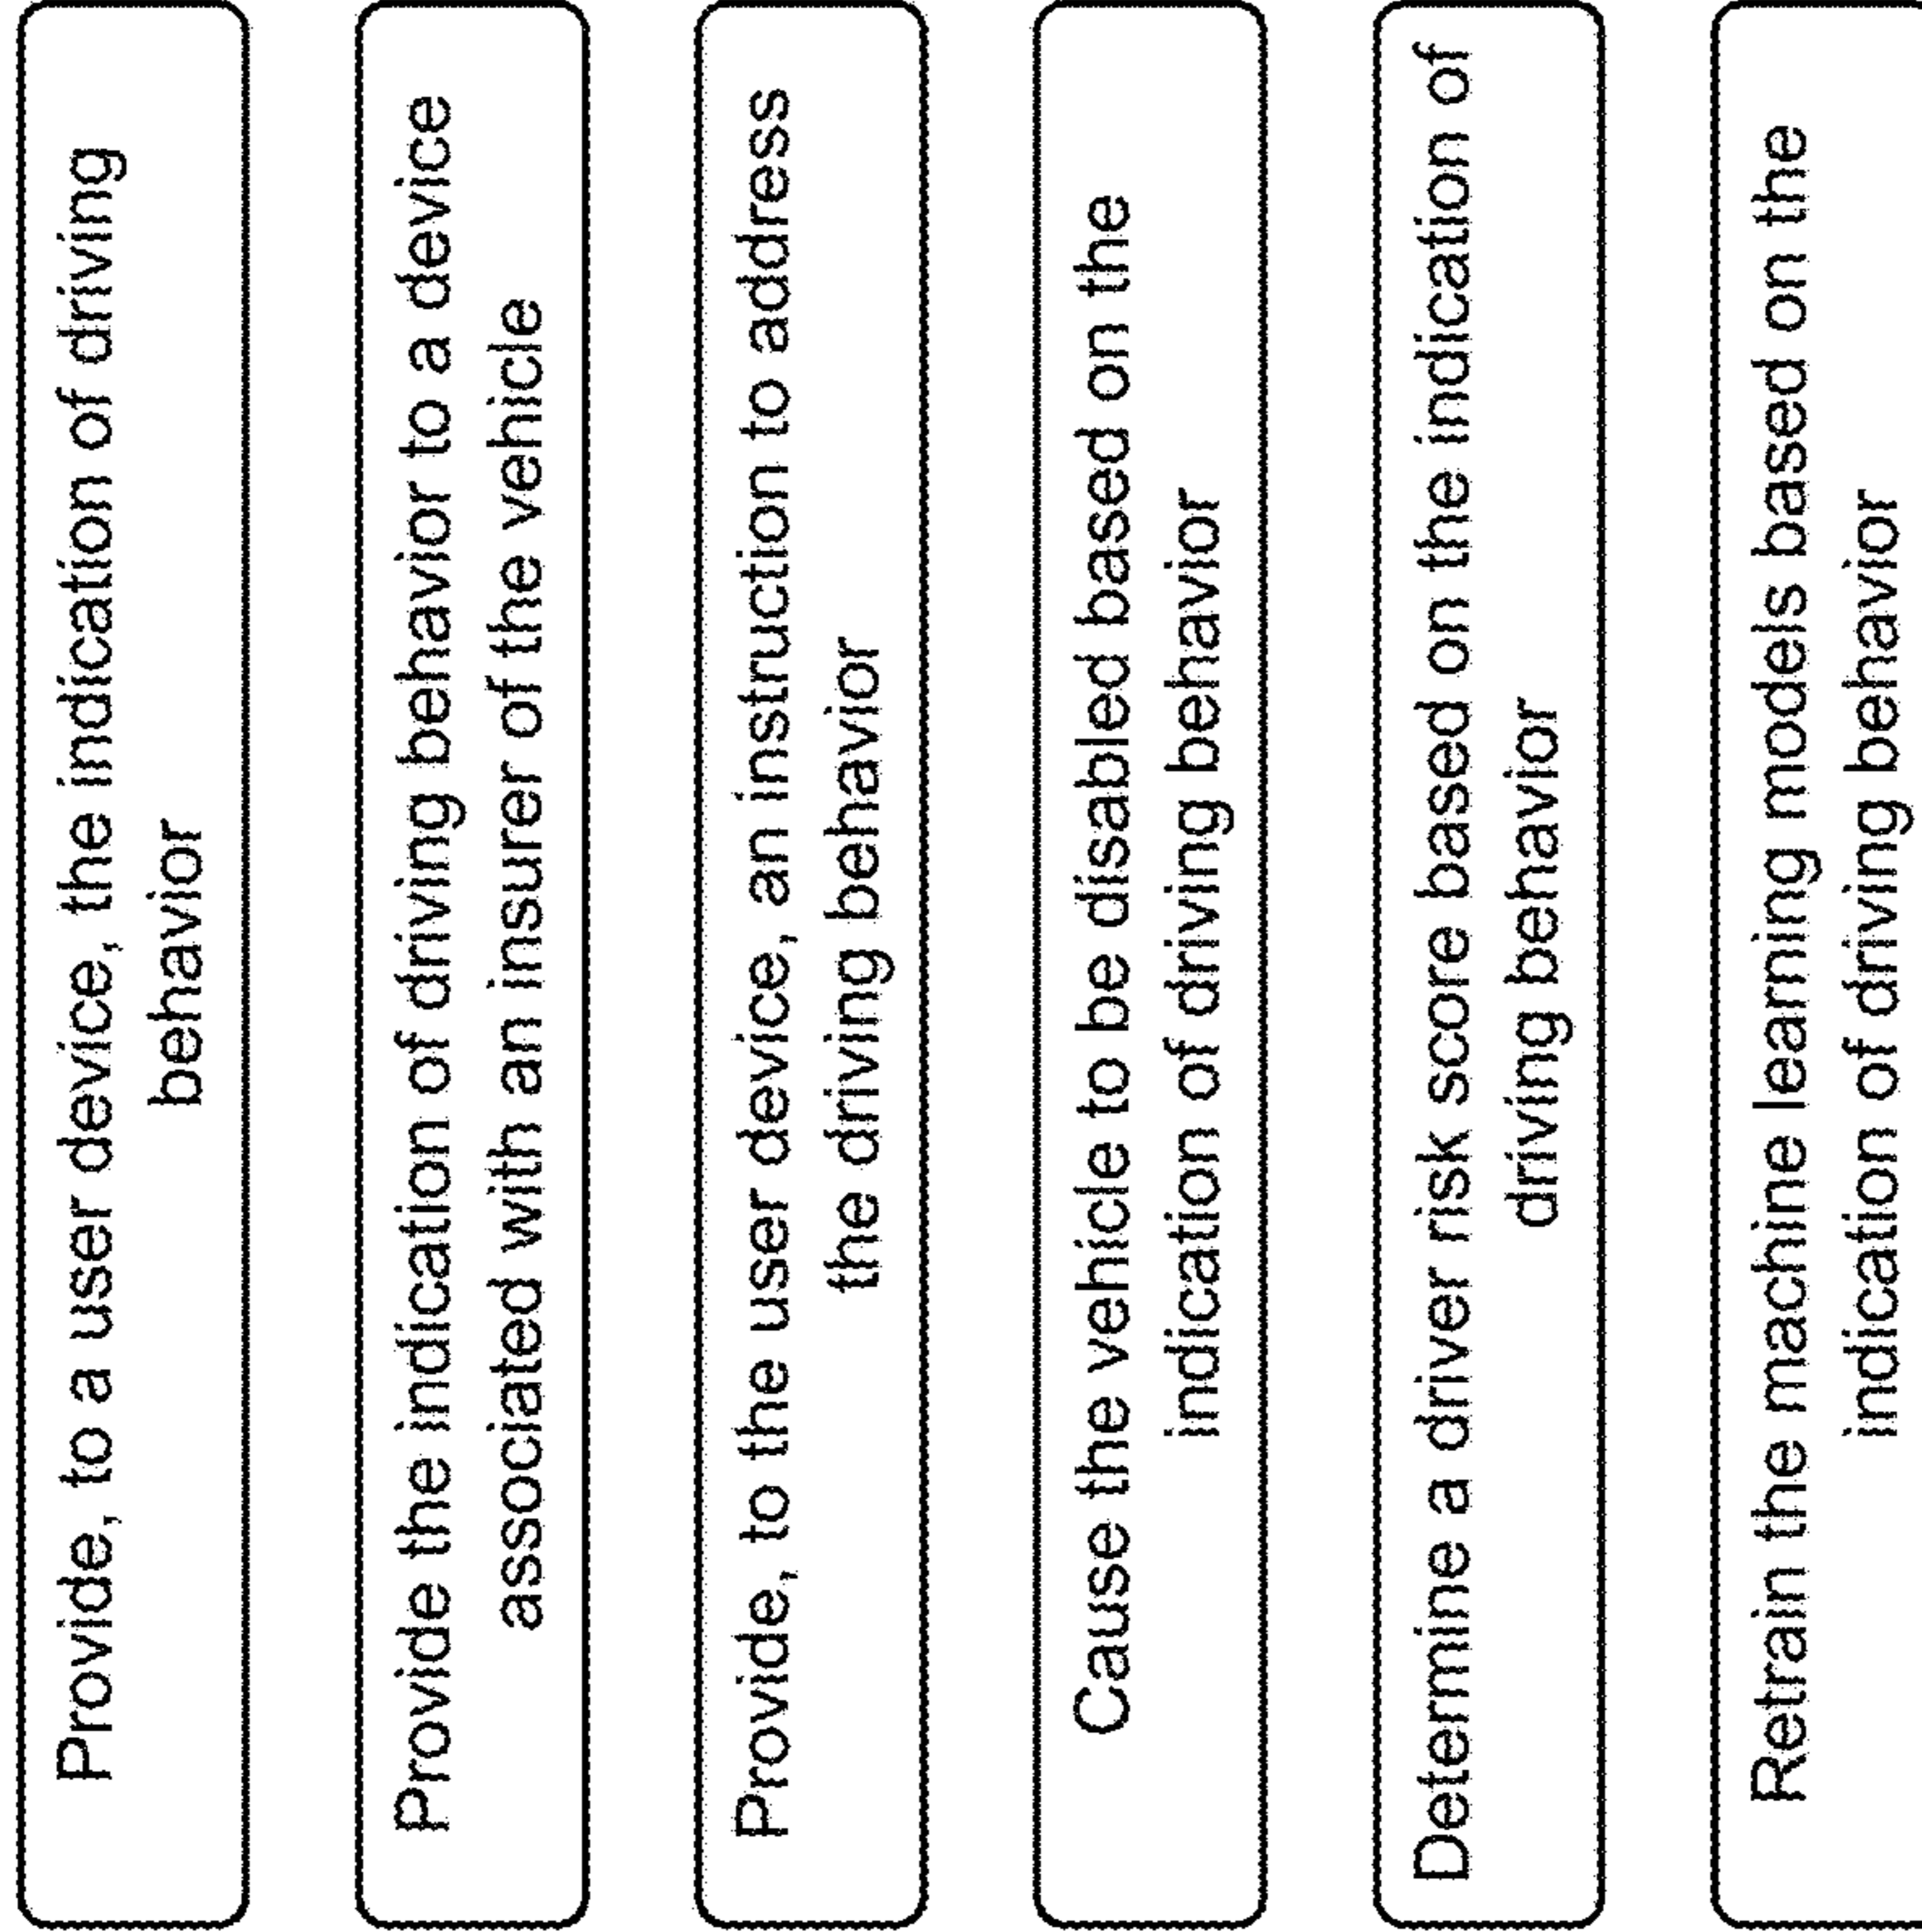 Provide, to a user device, the indication of driving
behavior
Provide the indication of driving behavior to a device
associated with an insurer of the vehicle
Provide, to the user device, an instruction to address
the driving behavior
Cause the vehicle to be disabled based on the
indication of driving behavior
Determine a driver risk score based on the indication of
driving behavior
Retrain the machine learning models based on the
indication of driving behavior